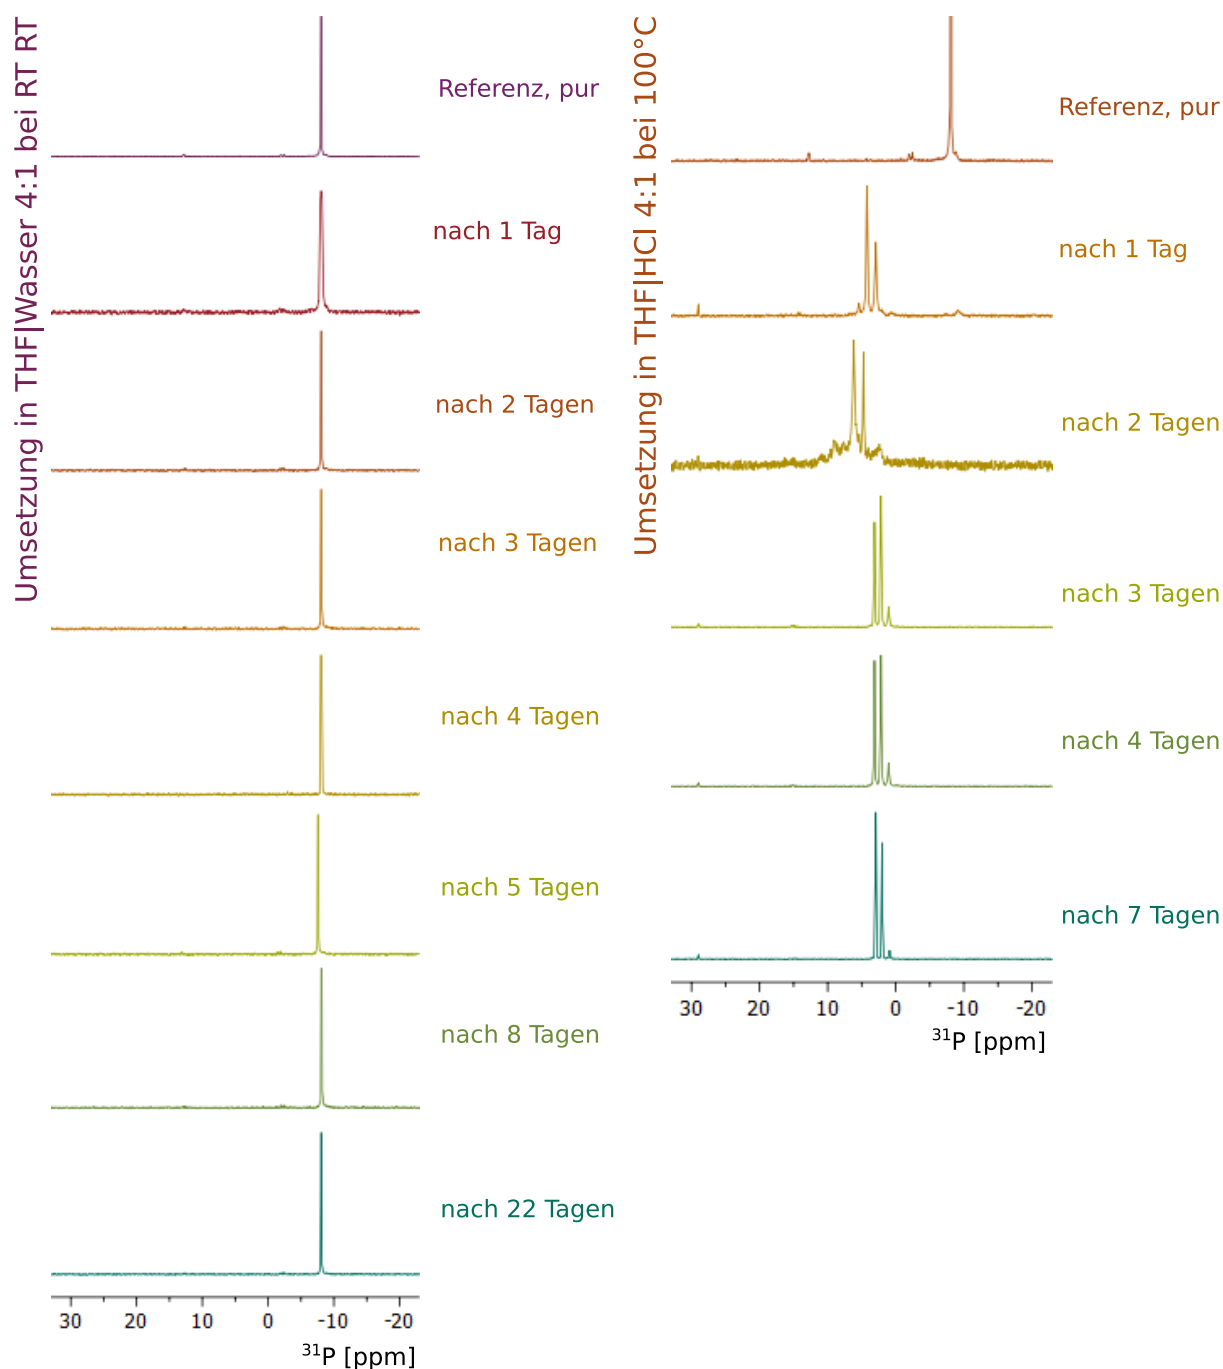 Umsetzung in THF|Wasser 4:1 bei RT RT
Referenz, pur
nach 1 Tag
nach 2 Tagen
nach 3 Tagen
nach 4 Tagen
nach 5 Tagen
nach 8 Tagen
nach 22 Tagen
30 20 10 0 -10 -20
³¹P [ppm]
Umsetzung in THF|HCl 4:1 bei 100°C
Referenz, pur
nach 1 Tag
nach 2 Tagen
nach 3 Tagen
nach 4 Tagen
nach 7 Tagen
30 20 10 0 -10 -20
³¹P [ppm]